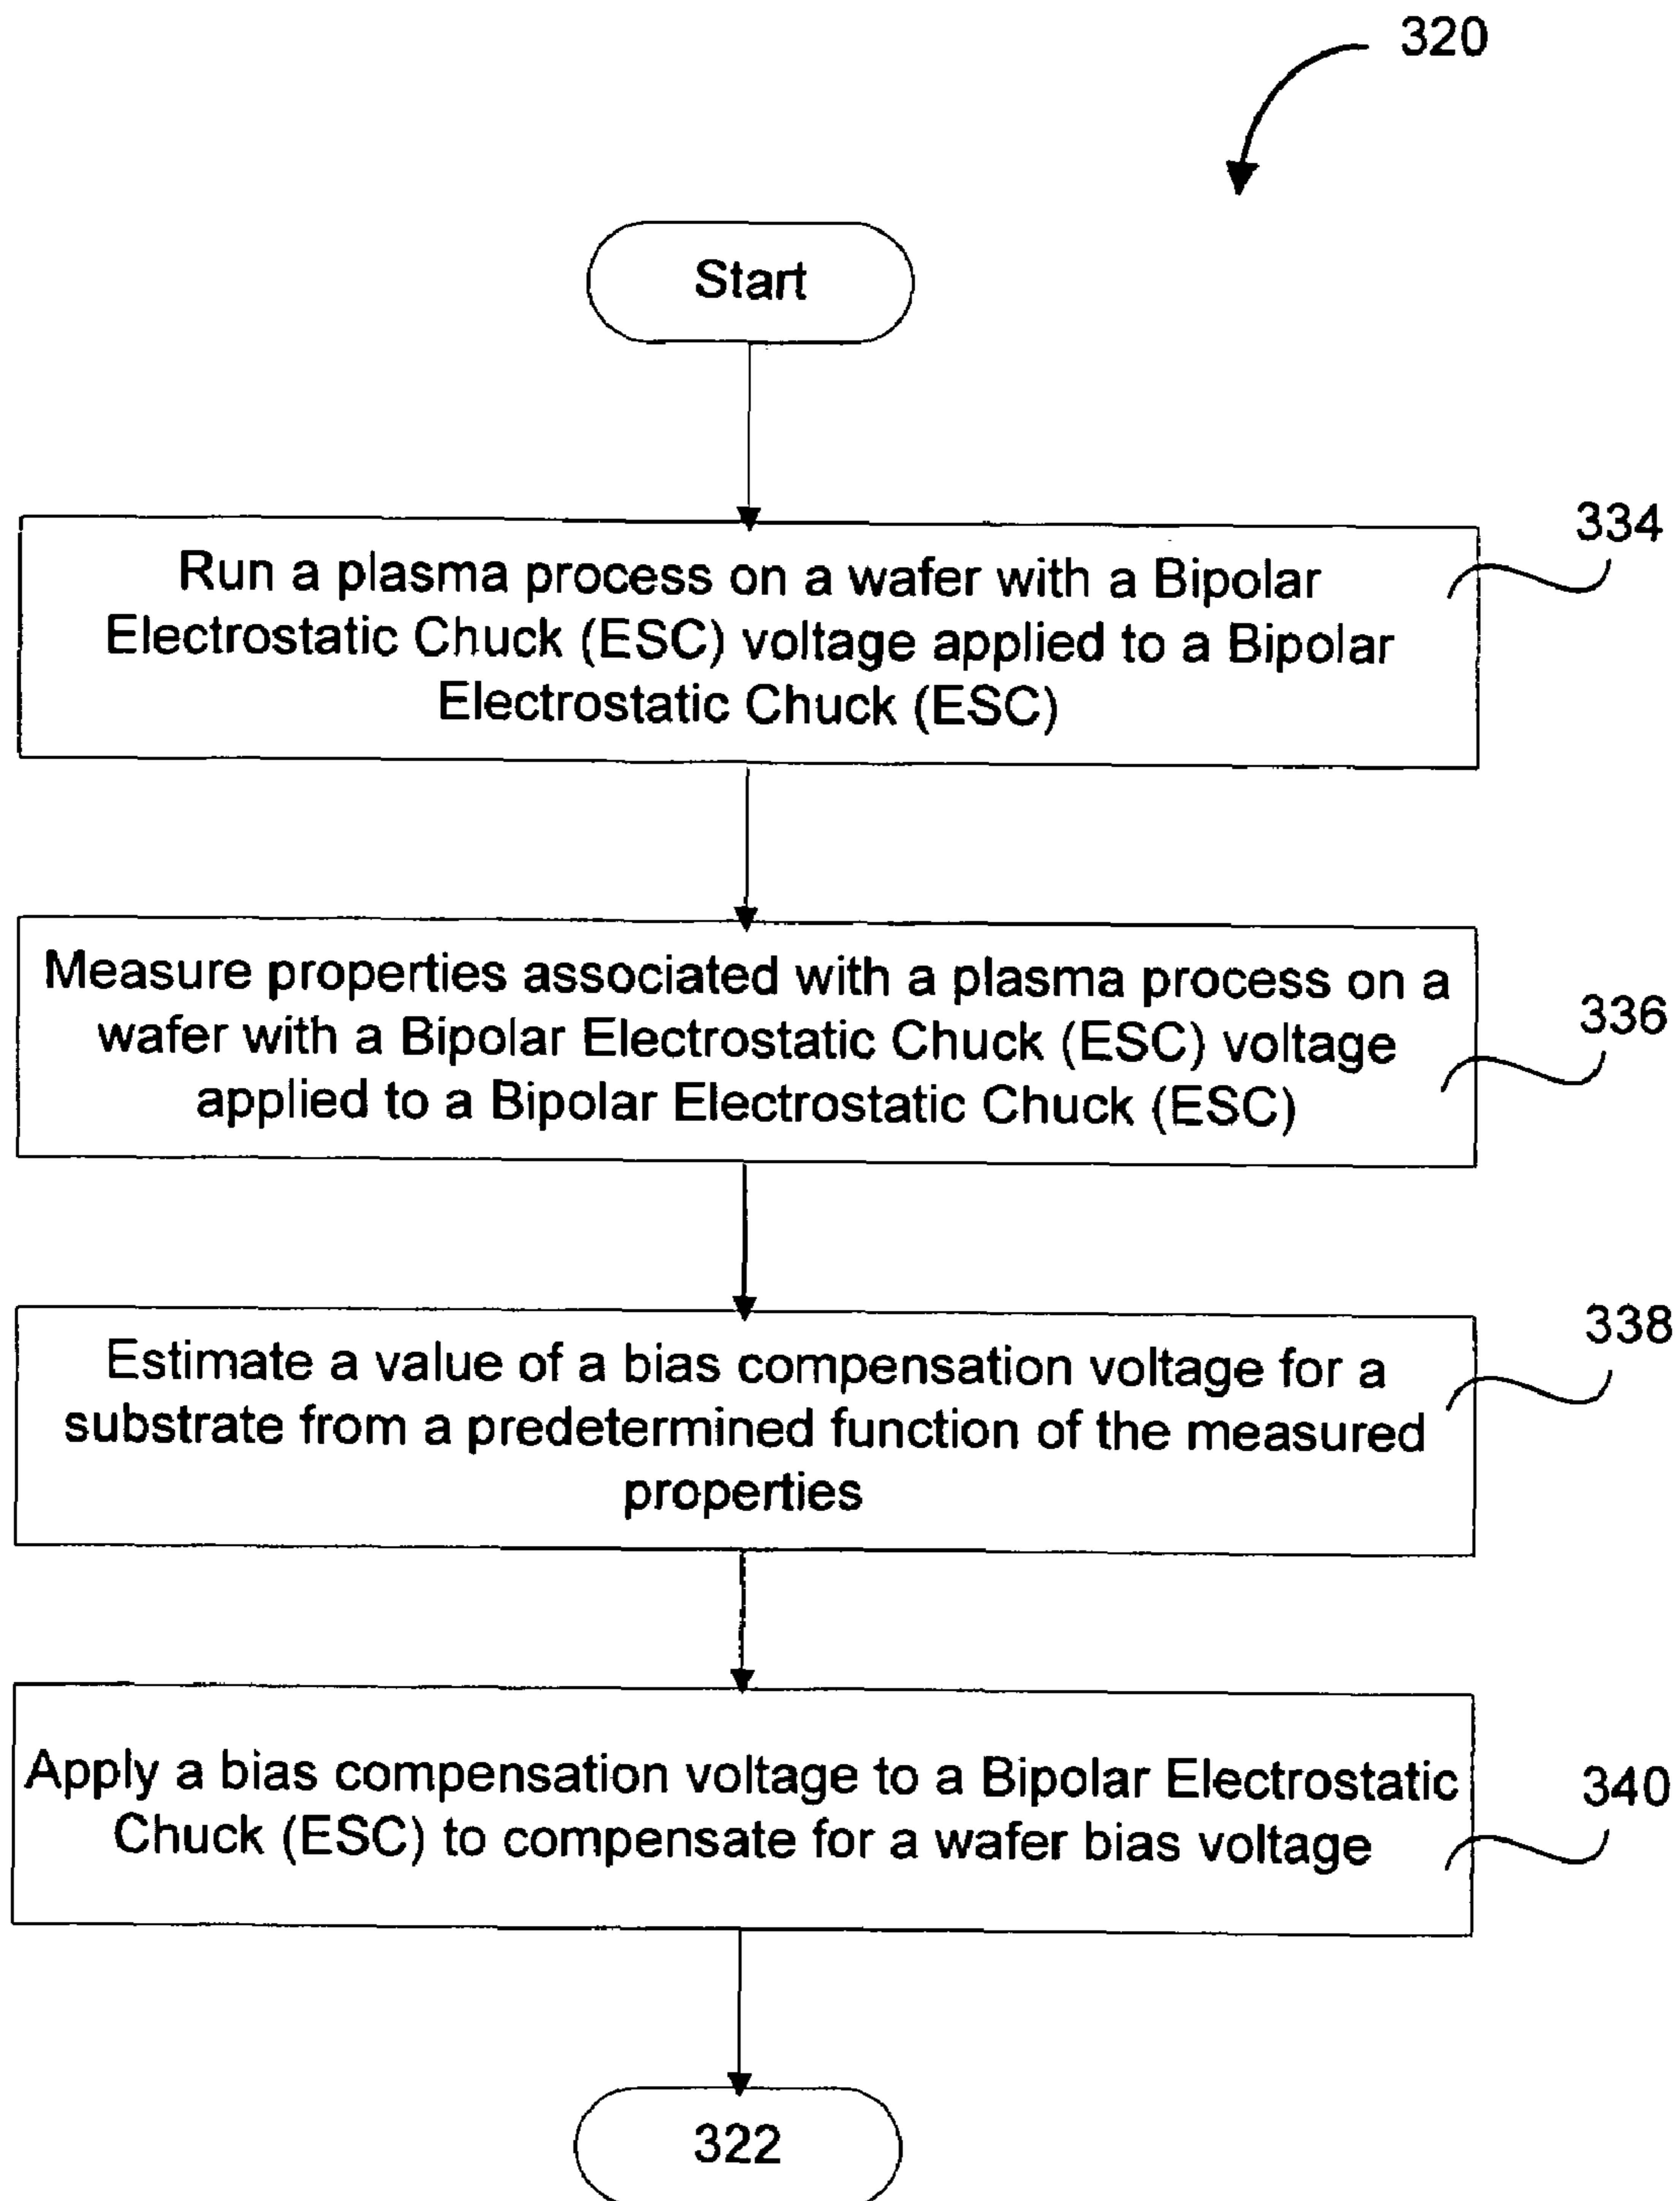 320
Start
334
Run a plasma process on a wafer with a Bipolar
Electrostatic Chuck (ESC) voltage applied to a Bipolar
Electrostatic Chuck (ESC)
336
Measure properties associated with a plasma process on a
wafer with a Bipolar Electrostatic Chuck (ESC) voltage
applied to a Bipolar Electrostatic Chuck (ESC)
338
Estimate a value of a bias compensation voltage for a
substrate from a predetermined function of the measured
properties
340
Apply a bias compensation voltage to a Bipolar Electrostatic
Chuck (ESC) to compensate for a wafer bias voltage
322